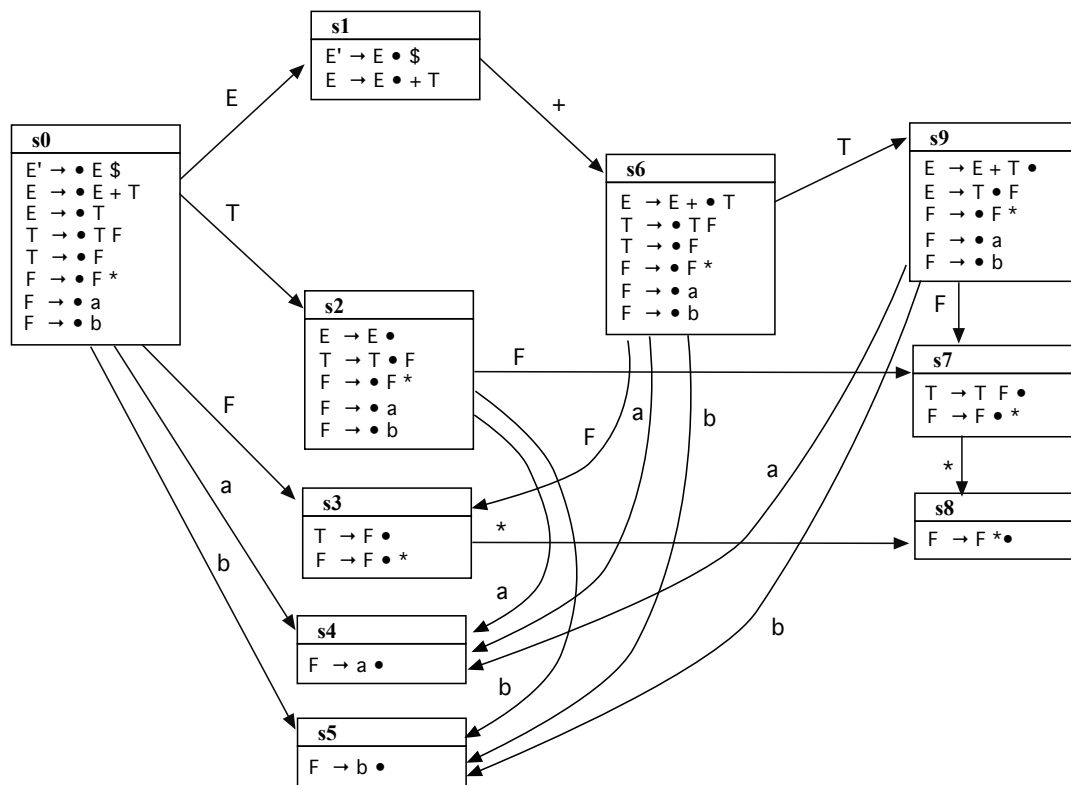 s1
E' → E ● $
E → E ● + T
E
+
s0
E' → ● E $
E → ● E + T
E → ● T
T → ● T F
T → ● F
F → ● F *
F → ● a
F → ● b
T
s6
E → E + ● T
T → ● T F
T → ● F
F → ● F *
F → ● a
F → ● b
T
s9
E → E + T ●
E → T ● F
F → ● F *
F → ● a
F → ● b
s2
E → E ●
T → T ● F
F → ● F *
F → ● a
F → ● b
F
F
s7
T → T F ●
F → F ● *
F
a
b
F
a
*
a
s3
T → F ●
F → F ● *
*
s8
F → F *●
b
a
b
s4
F → a ●
b
s5
F → b ●